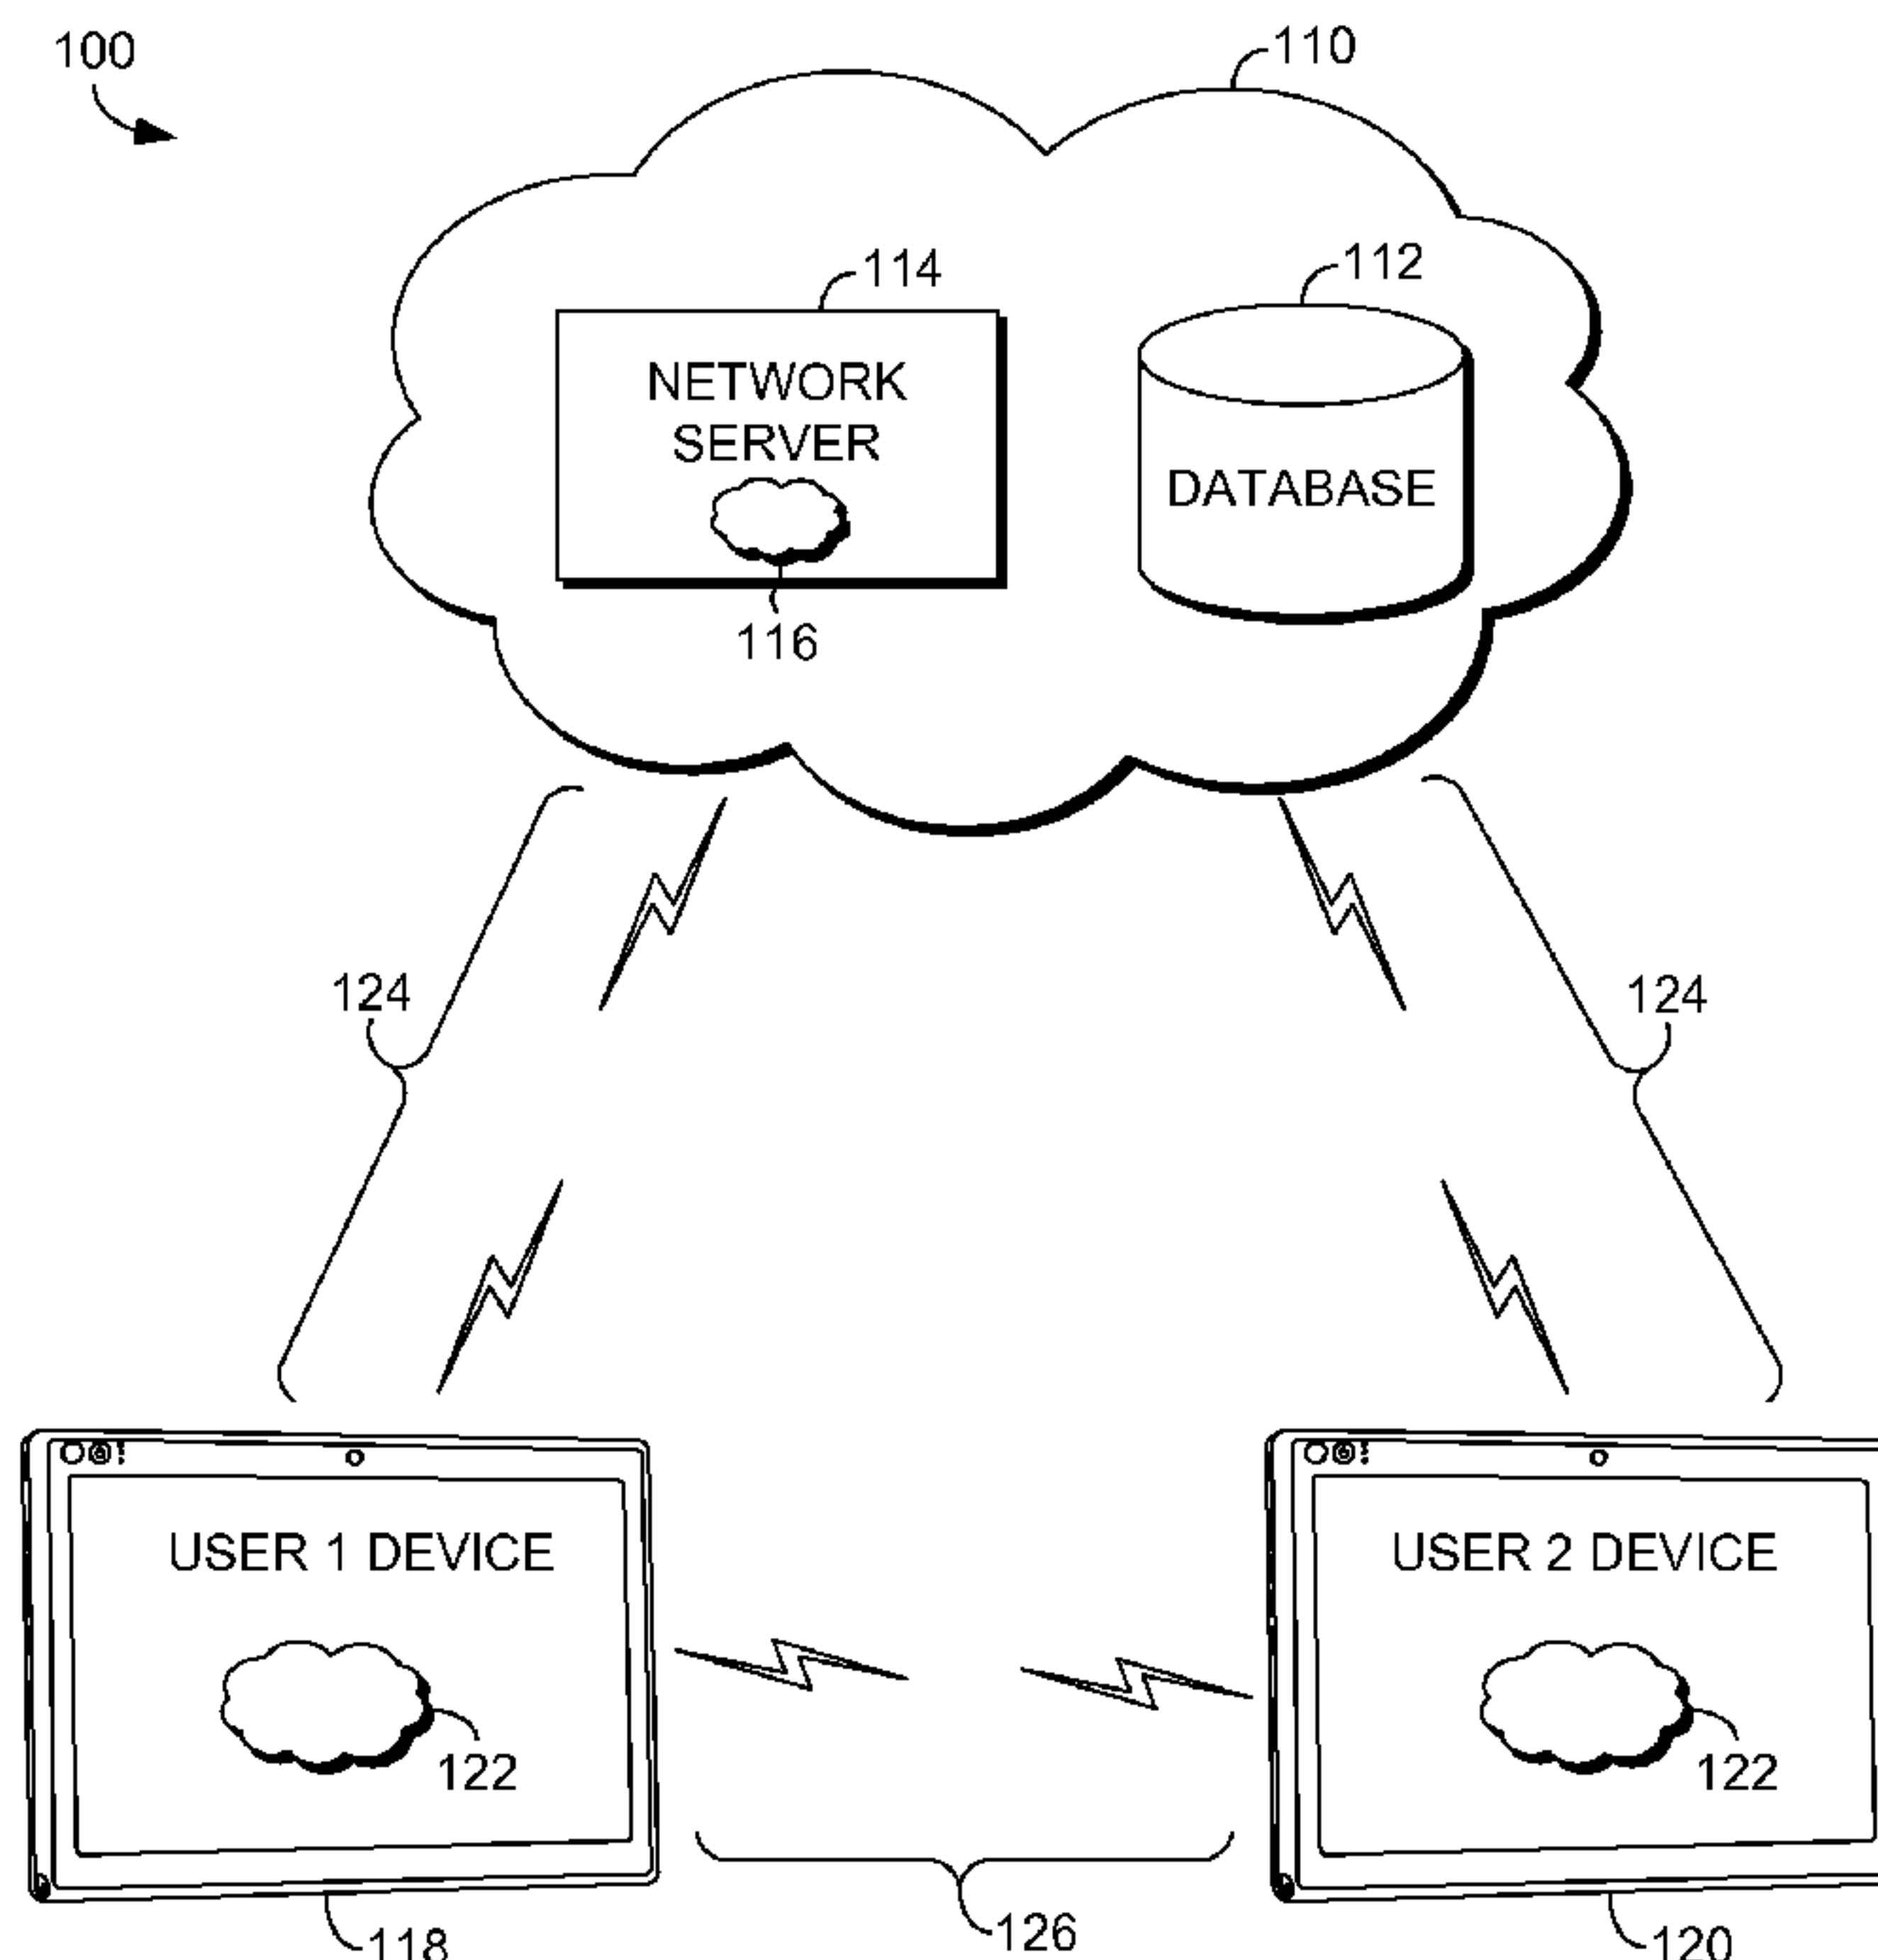 100
110
114
112
NETWORK
SERVER
DATABASE
116
124
124
USER 1 DEVICE
USER 2 DEVICE
122
122
126
118
120